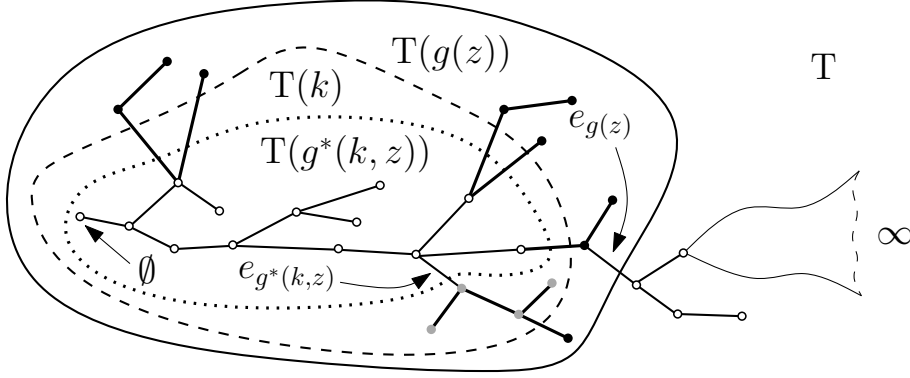 T(g(z))
T
T(k)
e_{g(z)}
T(g*(k, z))
∞
∅
e_{g*(k,z)}